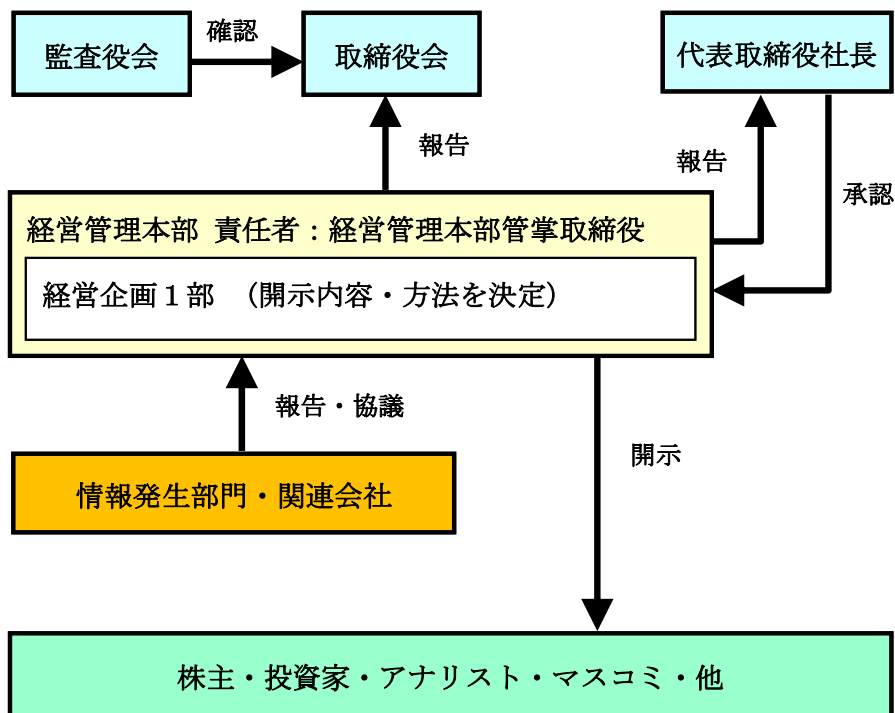 監査役会
確認
取締役会
代表取締役社長
報告
報告
承認
経営管理本部 責任者：経営管理本部管掌取締役
経営企画１部 （開示内容・方法を決定）
報告・協議
開示
情報発生部門・関連会社
株主・投資家・アナリスト・マスコミ・他